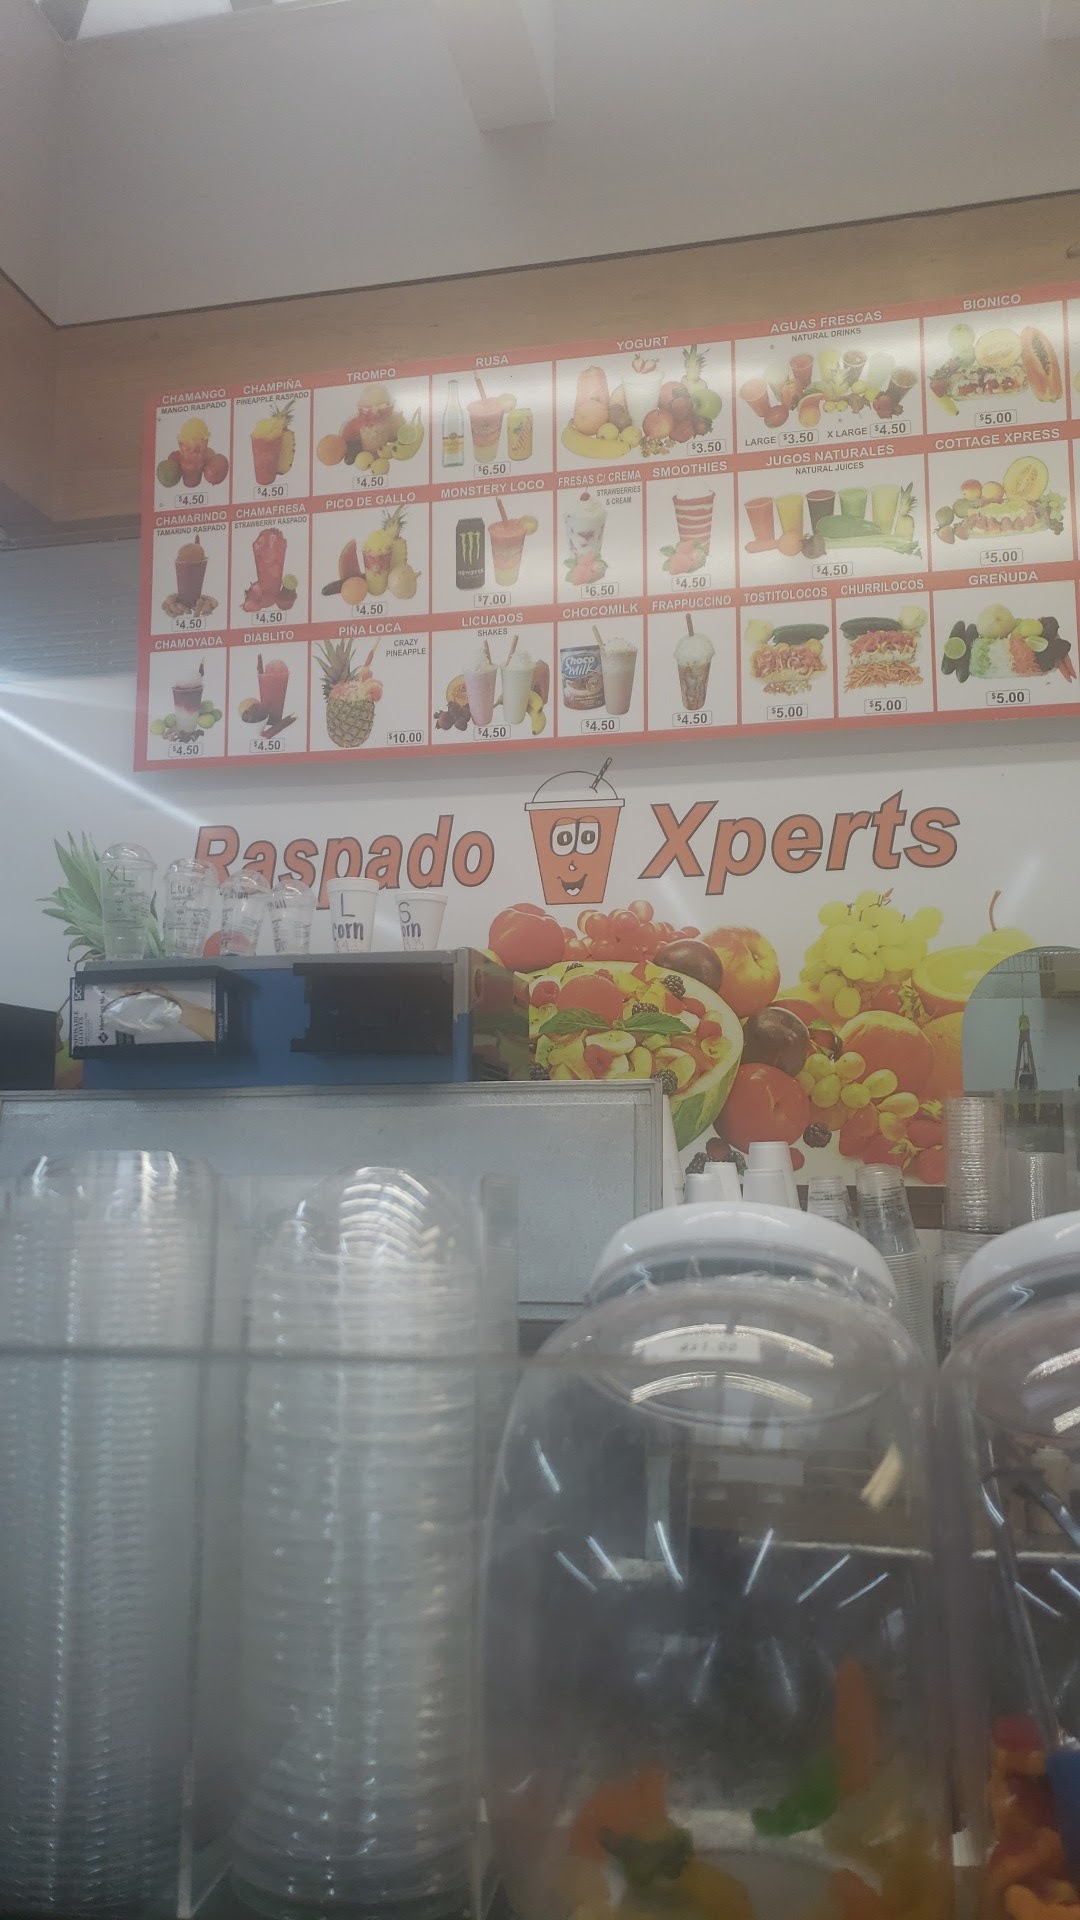 CHAMANGO
MANGO RASPADO
$4.50
CHAMPIÑA
PINEAPPLE RASPADO
$4.50
TROMPO
$4.50
RUSA
$6.50
YOGURT
$3.50
AGUAS FRESCAS
NATURAL DRINKS
LARGE $3.50 X LARGE $4.50
BIONICO
$5.00
CHAMARINDO
TAMARIND RASPADO
$4.50
CHAMAFRESA
STRAWBERRY RASPADO
$4.50
PICO DE GALLO
$4.50
MONSTERY LOCO
$7.00
FRESAS C/ CREMA
STRAWBERRIES
& CREAM
$6.50
SMOOTHIES
$4.50
JUGOS NATURALES
NATURAL JUICES
$4.50
COTTAGE XPRESS
$5.00
CHAMOYADA
$4.50
DIABLITO
$4.50
PIÑA LOCA
CRAZY
PINEAPPLE
$10.00
LICUADOS
SHAKES
$4.50
CHOCOMILK
Choco
milk
$4.50
FRAPPUCCINO
$4.50
TOSTITOLOCOS
$5.00
CHURRILOCOS
$5.00
GREÑUDA
$5.00
Raspado Xperts
XL
L
corn
S